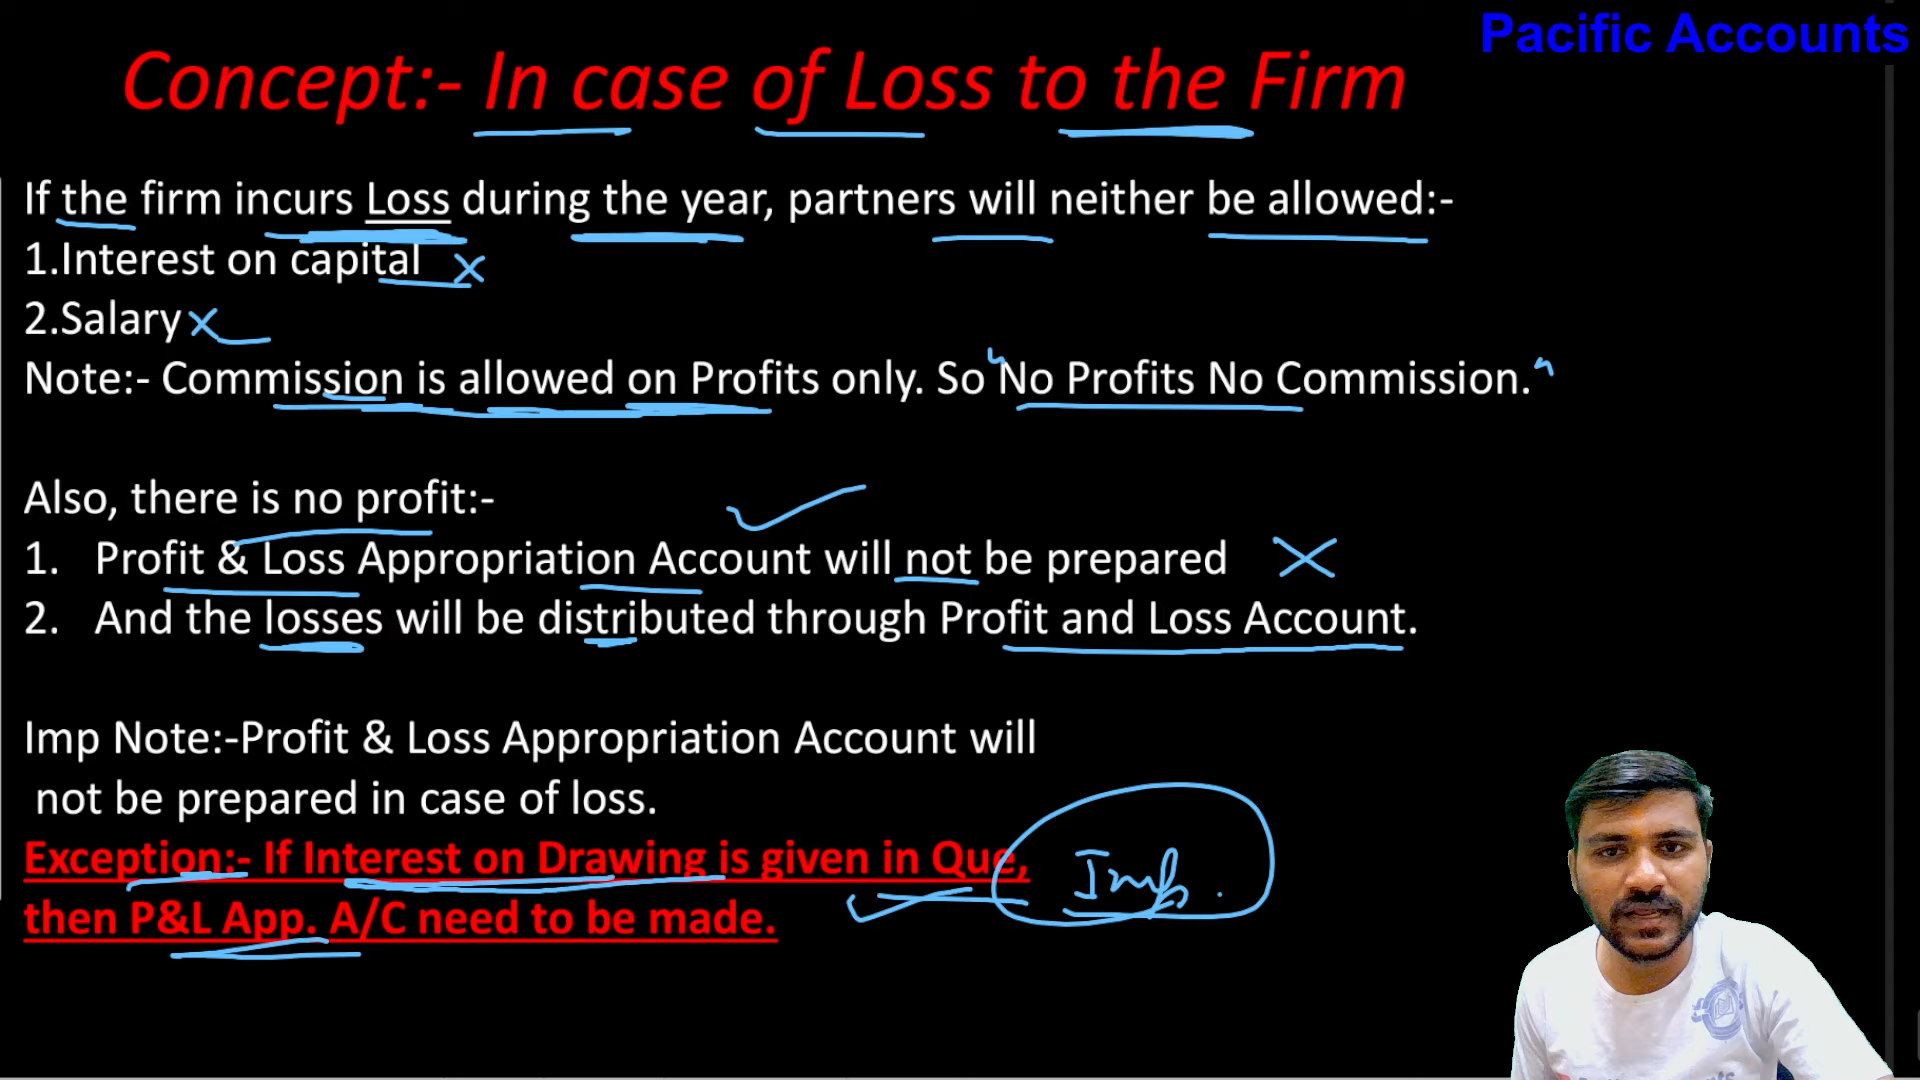 Pacific Accounts
Concept:- In case of Loss to the Firm
If the firm incurs Loss during the year, partners will neither be allowed:-
1.Interest on capital x
2.Salary x
Note:- Commission is allowed on Profits only. So "No Profits No Commission."
Also, there is no profit:-
1. Profit & Loss Appropriation Account will not be prepared
2. And the losses will be distributed through Profit and Loss Account.
Imp Note:-Profit & Loss Appropriation Account will
not be prepared in case of loss.
Exception:- If Interest on Drawing is given in Que,
then P&L App. A/C need to be made.
Imp.